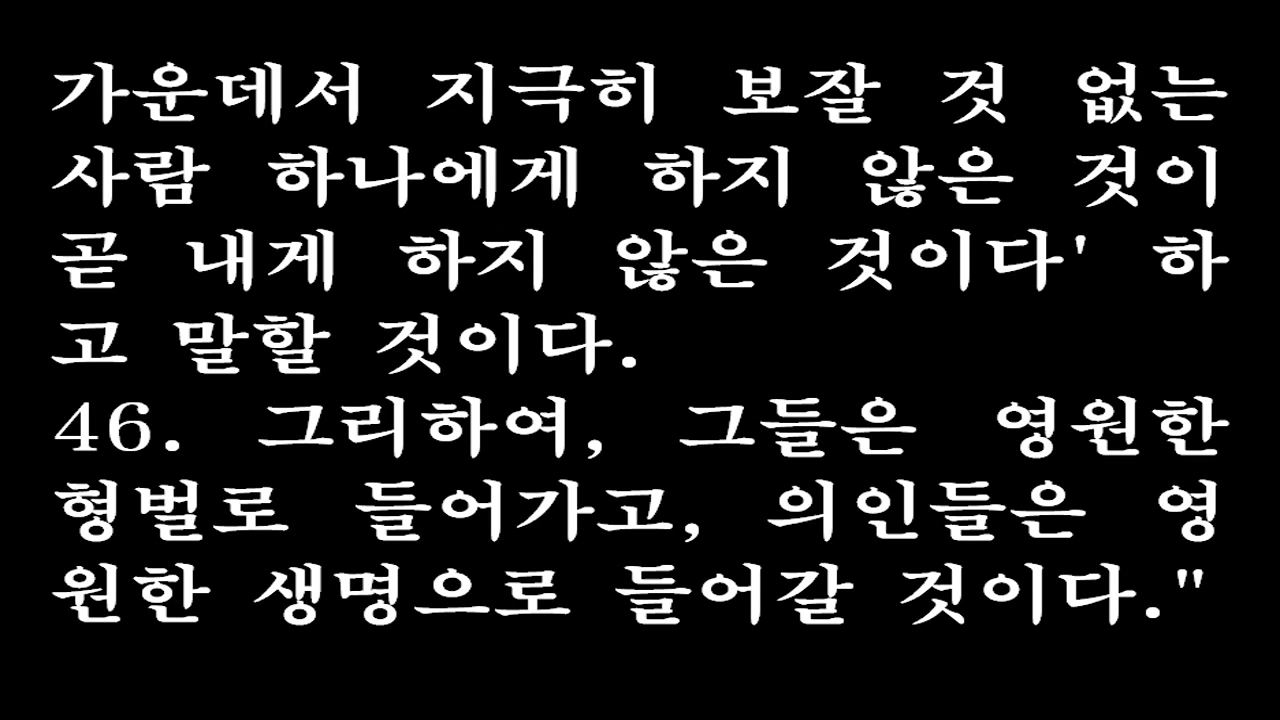 가운데서 지극히 보잘 것 없는
사람 하나에게 하지 않은 것이
곧 내게 하지 않은 것이다' 하
고 말할 것이다.
46. 그리하여, 그들은 영원한
형벌로 들어가고, 의인들은 영
원한 생명으로 들어갈 것이다."